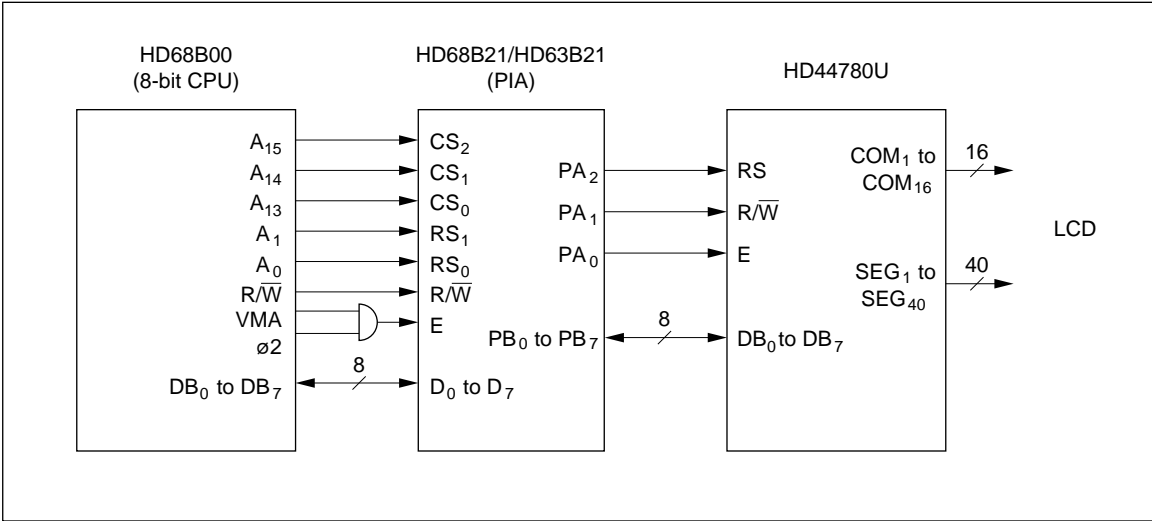 HD68B00
(8-bit CPU)
A15
A14
A13
A1
A0
R/W̅
VMA
ø2
DB0 to DB7
8
HD68B21/HD63B21
(PIA)
CS2
CS1
CS0
RS1
RS0
R/W̅
E
D0 to D7
PA2
PA1
PA0
PB0 to PB7
8
HD44780U
RS
R/W̅
E
DB0 to DB7
COM1 to
COM16
SEG1 to
SEG40
16
40
LCD